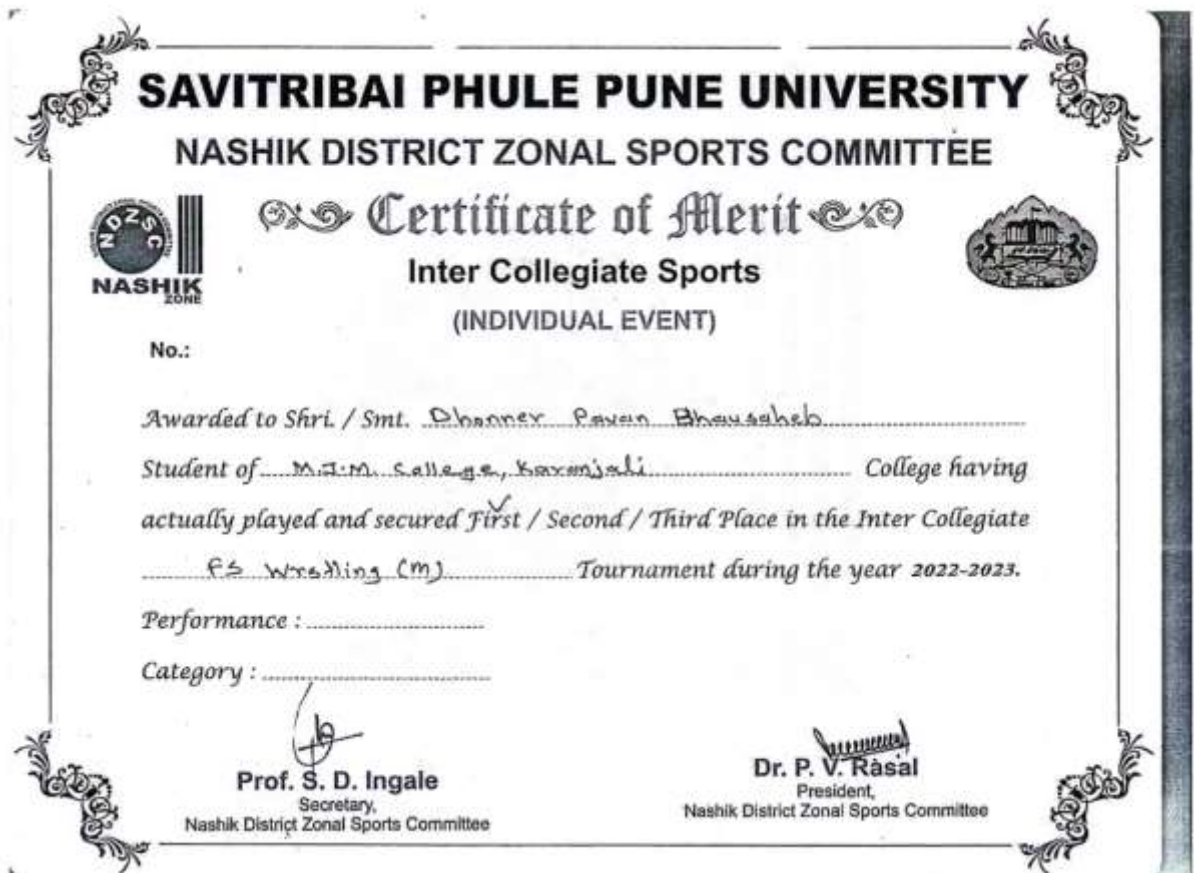 SAVITRIBAI PHULE PUNE UNIVERSITY
NASHIK DISTRICT ZONAL SPORTS COMMITTEE
Certificate of Merit
NDZSC
NASHIK
ZONE
Inter Collegiate Sports
(INDIVIDUAL EVENT)
No.:
Awarded to Shri. / Smt. Dhonner Pavan Bhausaheb
Student of M.J.M. College, Karanjali College having
actually played and secured First / Second / Third Place in the Inter Collegiate
FS Wrestling (M) Tournament during the year 2022-2023.
Performance :
Category :
Prof. S. D. Ingale
Secretary,
Nashik District Zonal Sports Committee
Dr. P. V. Rasal
President,
Nashik District Zonal Sports Committee